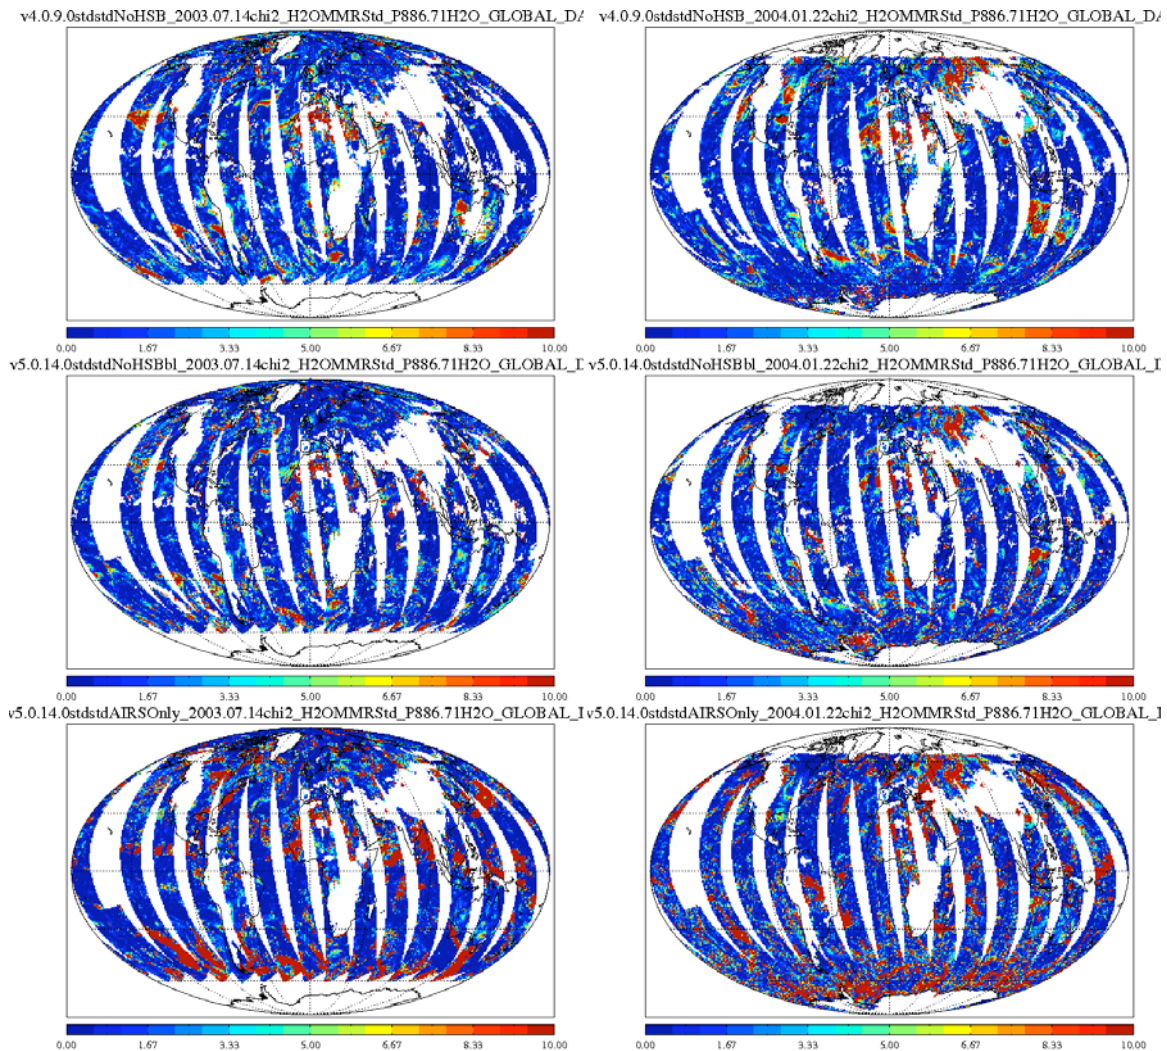 v4.0.9.0stdstdNoHSB_2003.07.14chi2_H2OMMRStd_P886.71H2O_GLOBAL_DA
v4.0.9.0stdstdNoHSB_2004.01.22chi2_H2OMMRStd_P886.71H2O_GLOBAL_DA
0.00 1.67 3.33 5.00 6.67 8.33 10.00
0.00 1.67 3.33 5.00 6.67 8.33 10.00
v5.0.14.0stdstdNoHSBbl_2003.07.14chi2_H2OMMRStd_P886.71H2O_GLOBAL_D
v5.0.14.0stdstdNoHSBbl_2004.01.22chi2_H2OMMRStd_P886.71H2O_GLOBAL_D
0.00 1.67 3.33 5.00 6.67 8.33 10.00
0.00 1.67 3.33 5.00 6.67 8.33 10.00
v5.0.14.0stdstdAIRSOnly_2003.07.14chi2_H2OMMRStd_P886.71H2O_GLOBAL_I
v5.0.14.0stdstdAIRSOnly_2004.01.22chi2_H2OMMRStd_P886.71H2O_GLOBAL_I
0.00 1.67 3.33 5.00 6.67 8.33 10.00
0.00 1.67 3.33 5.00 6.67 8.33 10.00